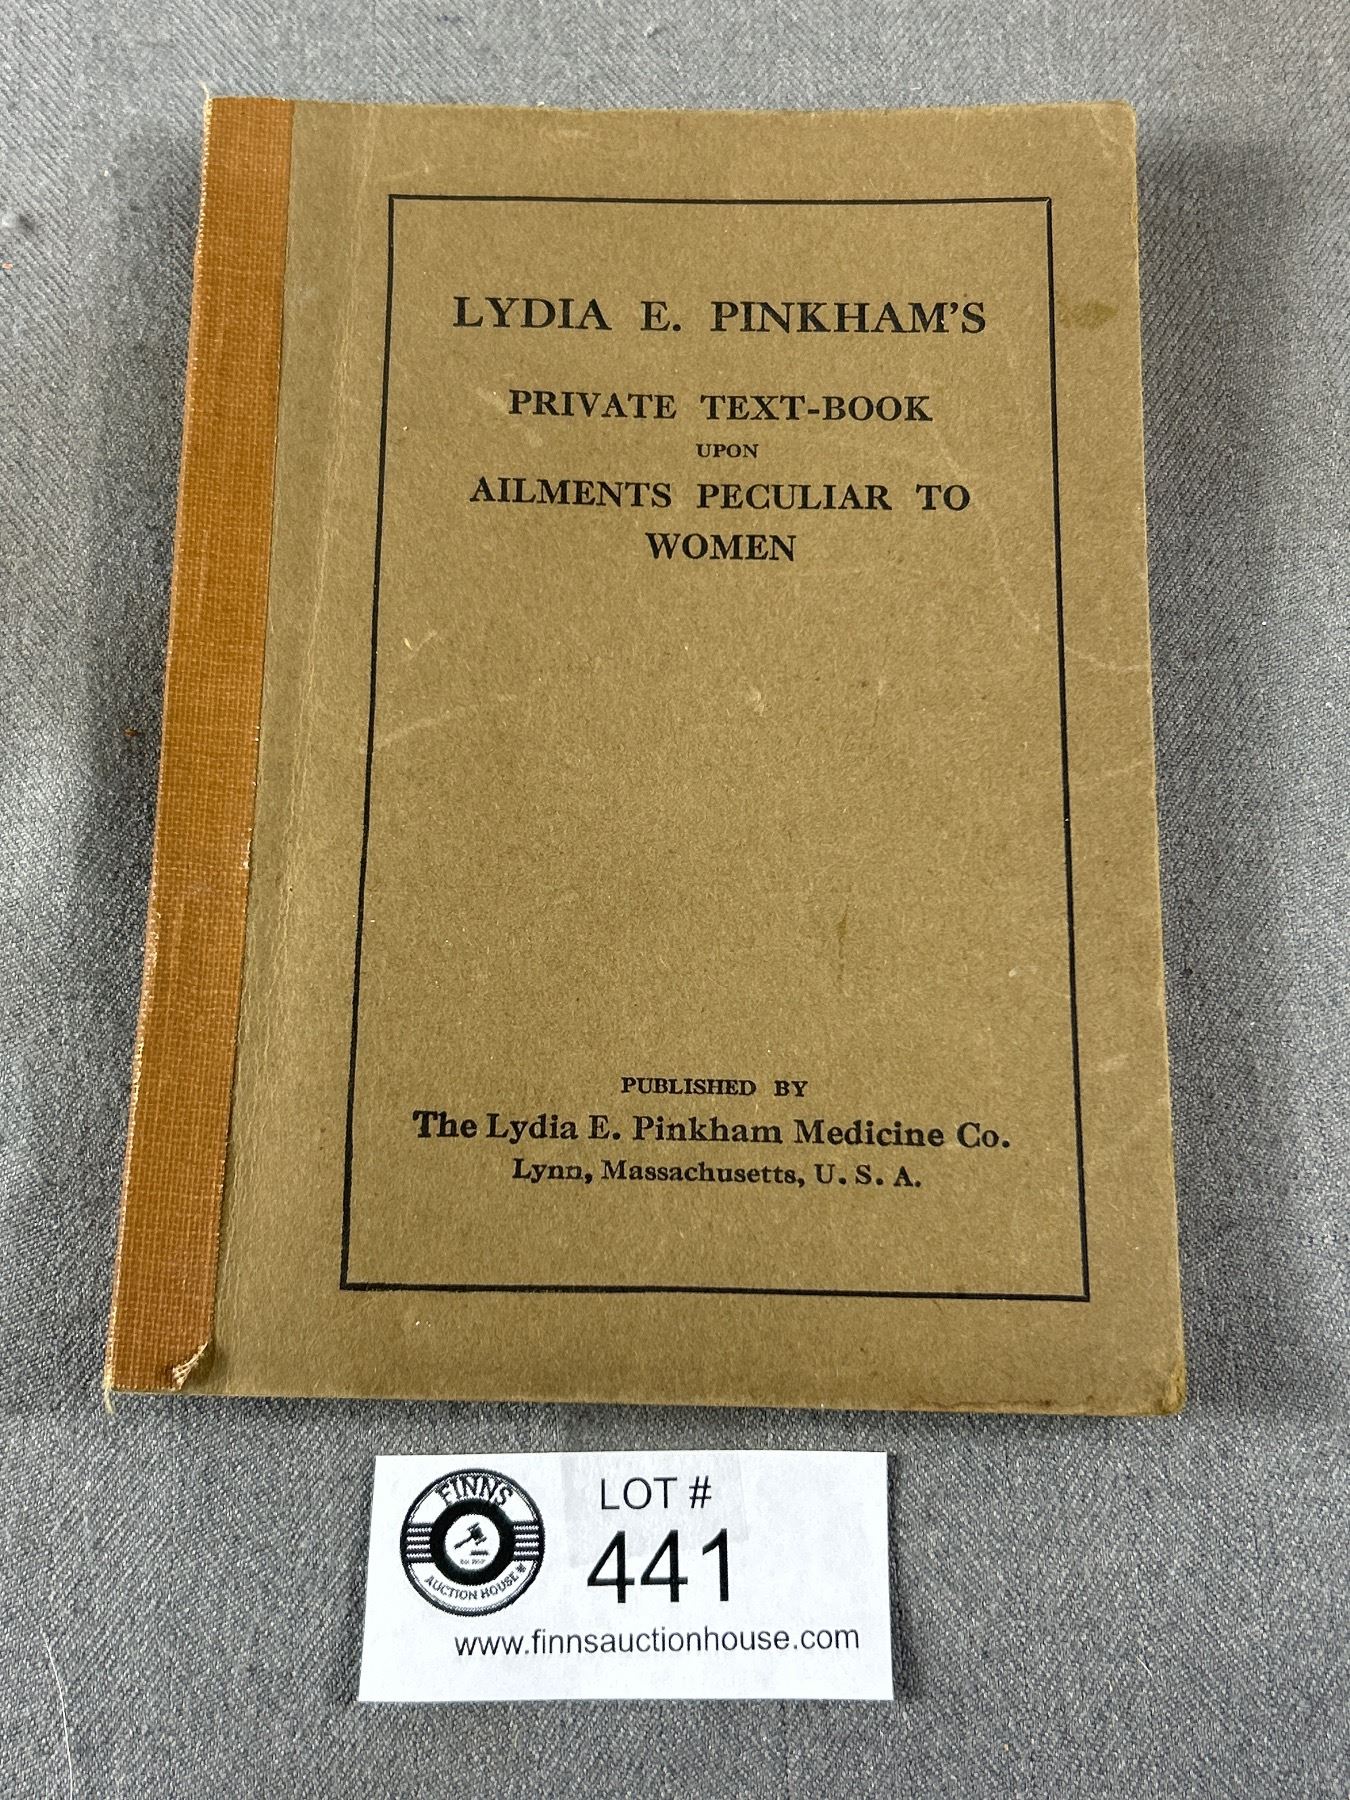 LYDIA E. PINKHAM'S
PRIVATE TEXT-BOOK
UPON
AILMENTS PECULIAR TO
WOMEN
PUBLISHED BY
The Lydia E. Pinkham Medicine Co.
Lynn, Massachusetts, U. S. A.
FINNS
AUCTION HOUSE
LOT #
441
www.finnsauctionhouse.com